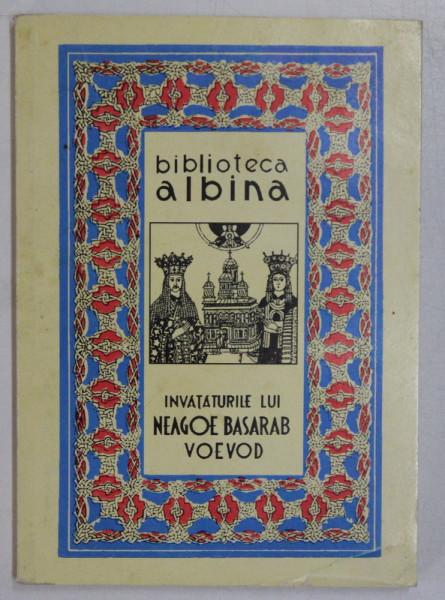 biblioteca
albina
INVAȚATURILE LUI
NEAGOE BASARAB
VOEVOD